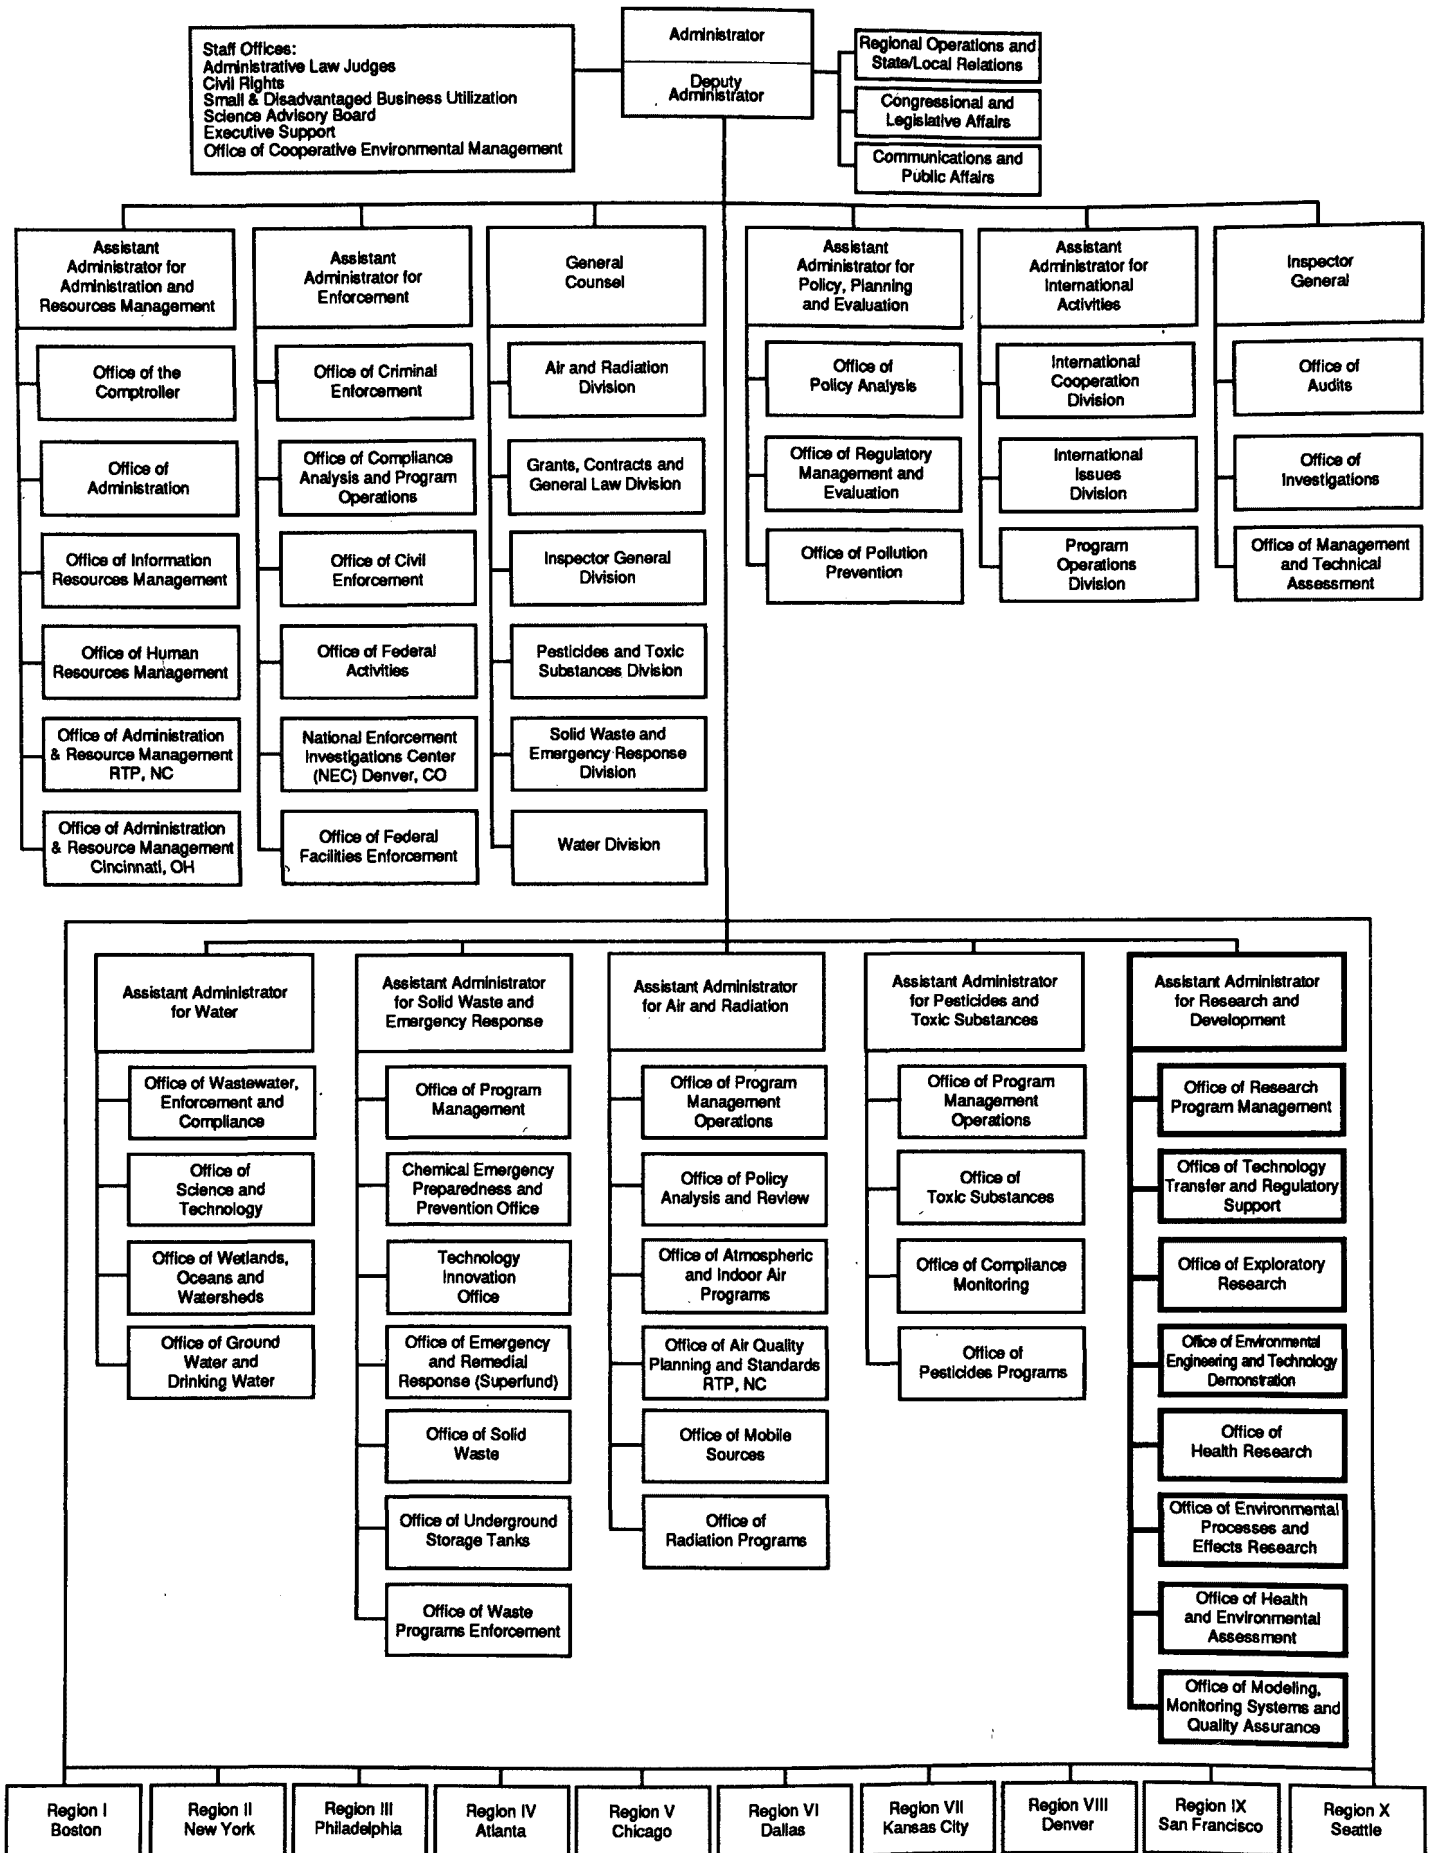 Administrator
Deputy
Administrator
Staff Offices:
Administrative Law Judges
Civil Rights
Small & Disadvantaged Business Utilization
Science Advisory Board
Executive Support
Office of Cooperative Environmental Management
Regional Operations and
State/Local Relations
Congressional and
Legislative Affairs
Communications and
Public Affairs
Assistant
Administrator for
Administration and
Resources Management
Office of the
Comptroller
Office of
Administration
Office of Information
Resources Management
Office of Human
Resources Management
Office of Administration
& Resource Management
RTP, NC
Office of Administration
& Resource Management
Cincinnati, OH
Assistant
Administrator for
Enforcement
Office of Criminal
Enforcement
Office of Compliance
Analysis and Program
Operations
Office of Civil
Enforcement
Office of Federal
Activities
National Enforcement
Investigations Center
(NEC) Denver, CO
Office of Federal
Facilities Enforcement
General
Counsel
Air and Radiation
Division
Grants, Contracts and
General Law Division
Inspector General
Division
Pesticides and Toxic
Substances Division
Solid Waste and
Emergency Response
Division
Water Division
Assistant
Administrator for
Policy, Planning
and Evaluation
Office of
Policy Analysis
Office of Regulatory
Management and
Evaluation
Office of Pollution
Prevention
Assistant
Administrator for
International
Activities
International
Cooperation
Division
International
Issues
Division
Program
Operations
Division
Inspector
General
Office of
Audits
Office of
Investigations
Office of Management
and Technical
Assessment
Assistant Administrator
for Water
Office of Wastewater,
Enforcement and
Compliance
Office of
Science and
Technology
Office of Wetlands,
Oceans and
Watersheds
Office of Ground
Water and
Drinking Water
Assistant Administrator
for Solid Waste and
Emergency Response
Office of Program
Management
Chemical Emergency
Preparedness and
Prevention Office
Technology
Innovation
Office
Office of Emergency
and Remedial
Response (Superfund)
Office of Solid
Waste
Office of Underground
Storage Tanks
Office of Waste
Programs Enforcement
Assistant Administrator
for Air and Radiation
Office of Program
Management
Operations
Office of Policy
Analysis and Review
Office of Atmospheric
and Indoor Air
Programs
Office of Air Quality
Planning and Standards
RTP, NC
Office of Mobile
Sources
Office of
Radiation Programs
Assistant Administrator
for Pesticides and
Toxic Substances
Office of Program
Management
Operations
Office of
Toxic Substances
Office of Compliance
Monitoring
Office of
Pesticides Programs
Assistant Administrator
for Research and
Development
Office of Research
Program Management
Office of Technology
Transfer and Regulatory
Support
Office of Exploratory
Research
Office of Environmental
Engineering and Technology
Demonstration
Office of
Health Research
Office of Environmental
Processes and
Effects Research
Office of Health
and Environmental
Assessment
Office of Modeling,
Monitoring Systems and
Quality Assurance
Region I
Boston
Region II
New York
Region III
Philadelphia
Region IV
Atlanta
Region V
Chicago
Region VI
Dallas
Region VII
Kansas City
Region VIII
Denver
Region IX
San Francisco
Region X
Seattle